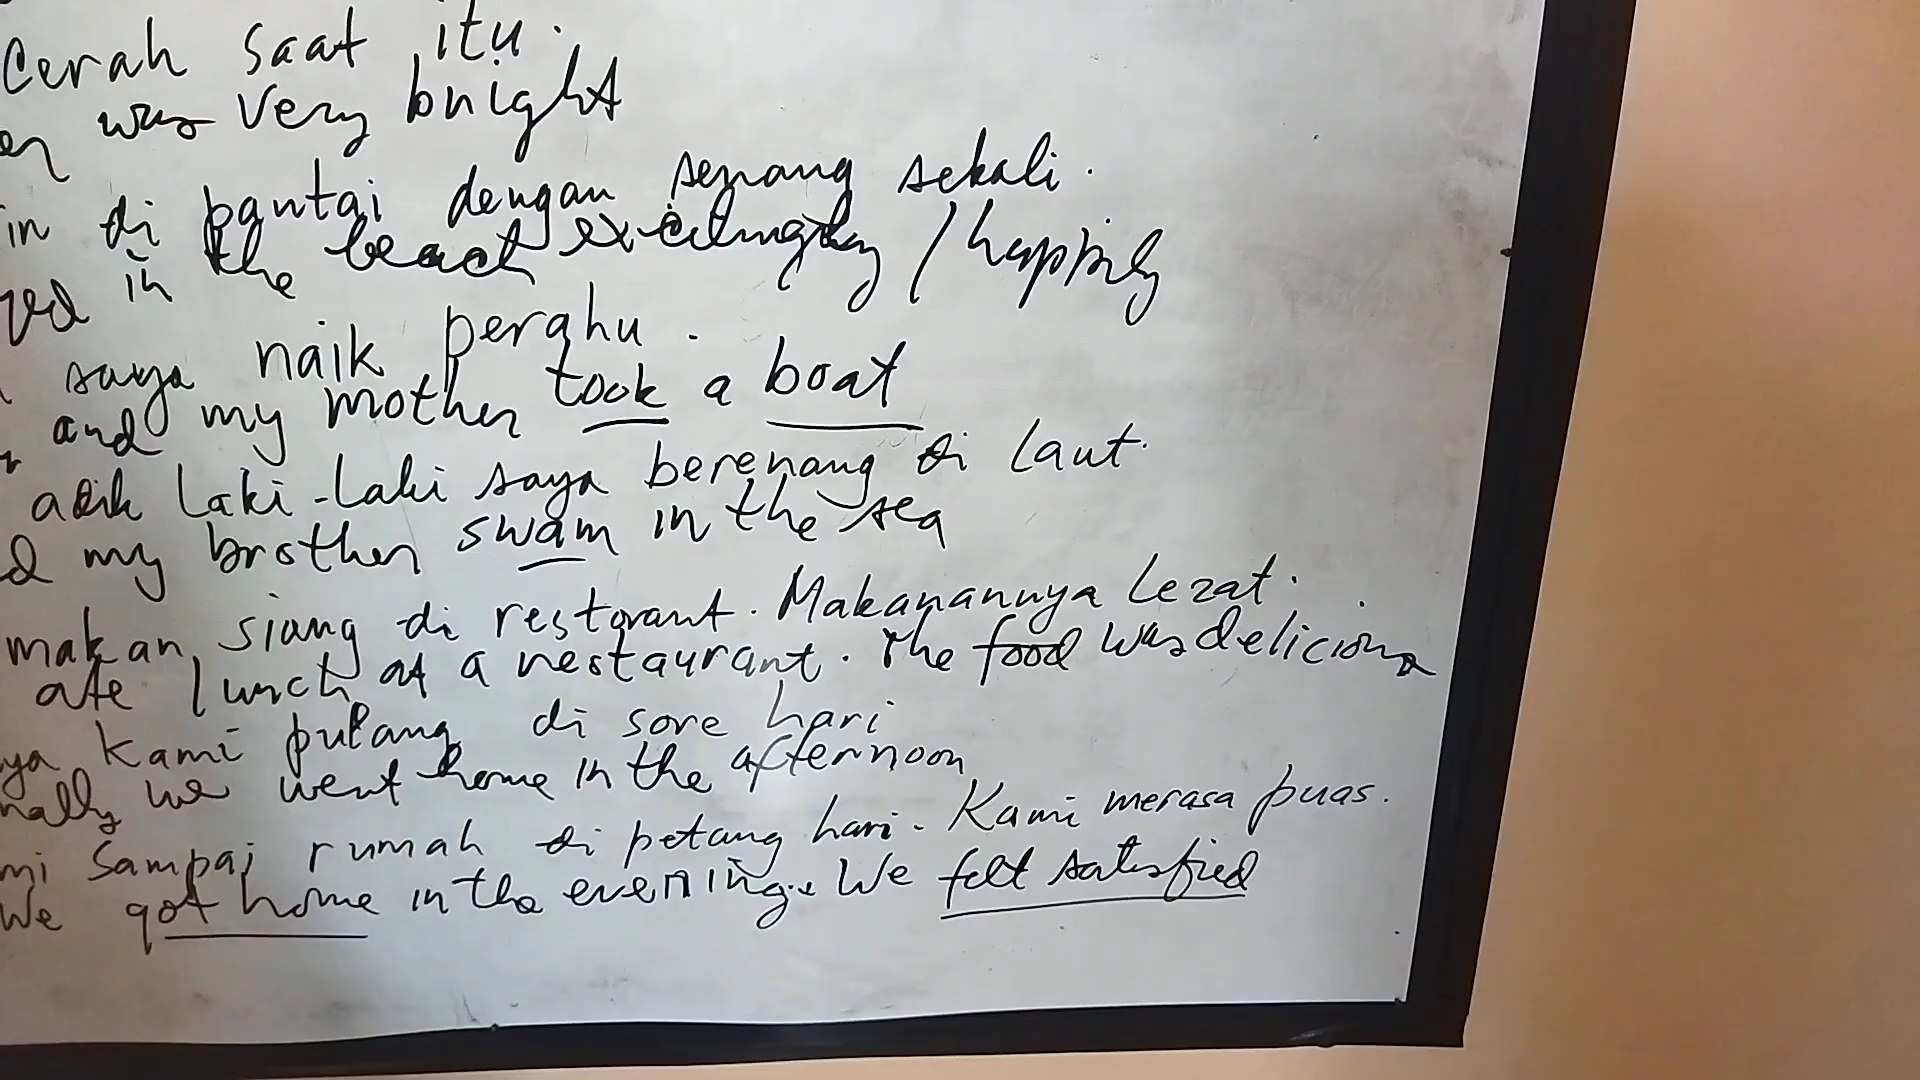 Cerah saat itu.
was very bright
in di pantai dengan senang sekali.
in the beach excitingly / happily
saya naik perahu.
and my mother took a boat
adik laki-laki saya berenang di laut.
my brother swam in the sea
makan siang di restorant. Makanannya Lezat.
ate lunch at a restaurant. The food was delicious
ya Kami pulang di sore hari
nally we went home in the afternoon
mi Sampai rumah di petang hari. Kami merasa puas.
We got home in the evening. We felt satisfied